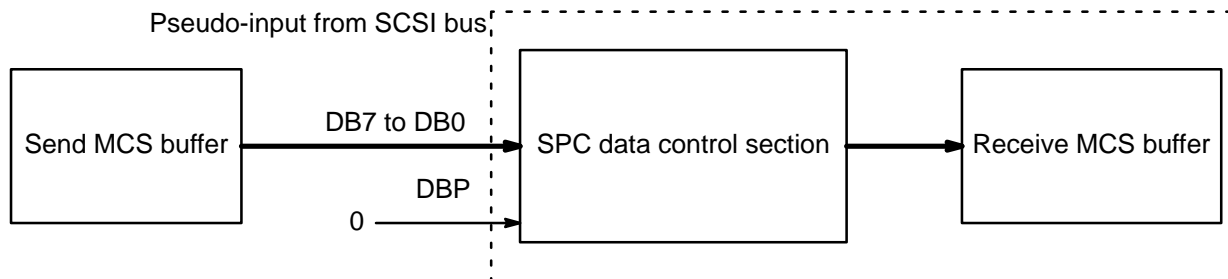 Pseudo-input from SCSI bus
Send MCS buffer
DB7 to DB0
SPC data control section
Receive MCS buffer
DBP
0